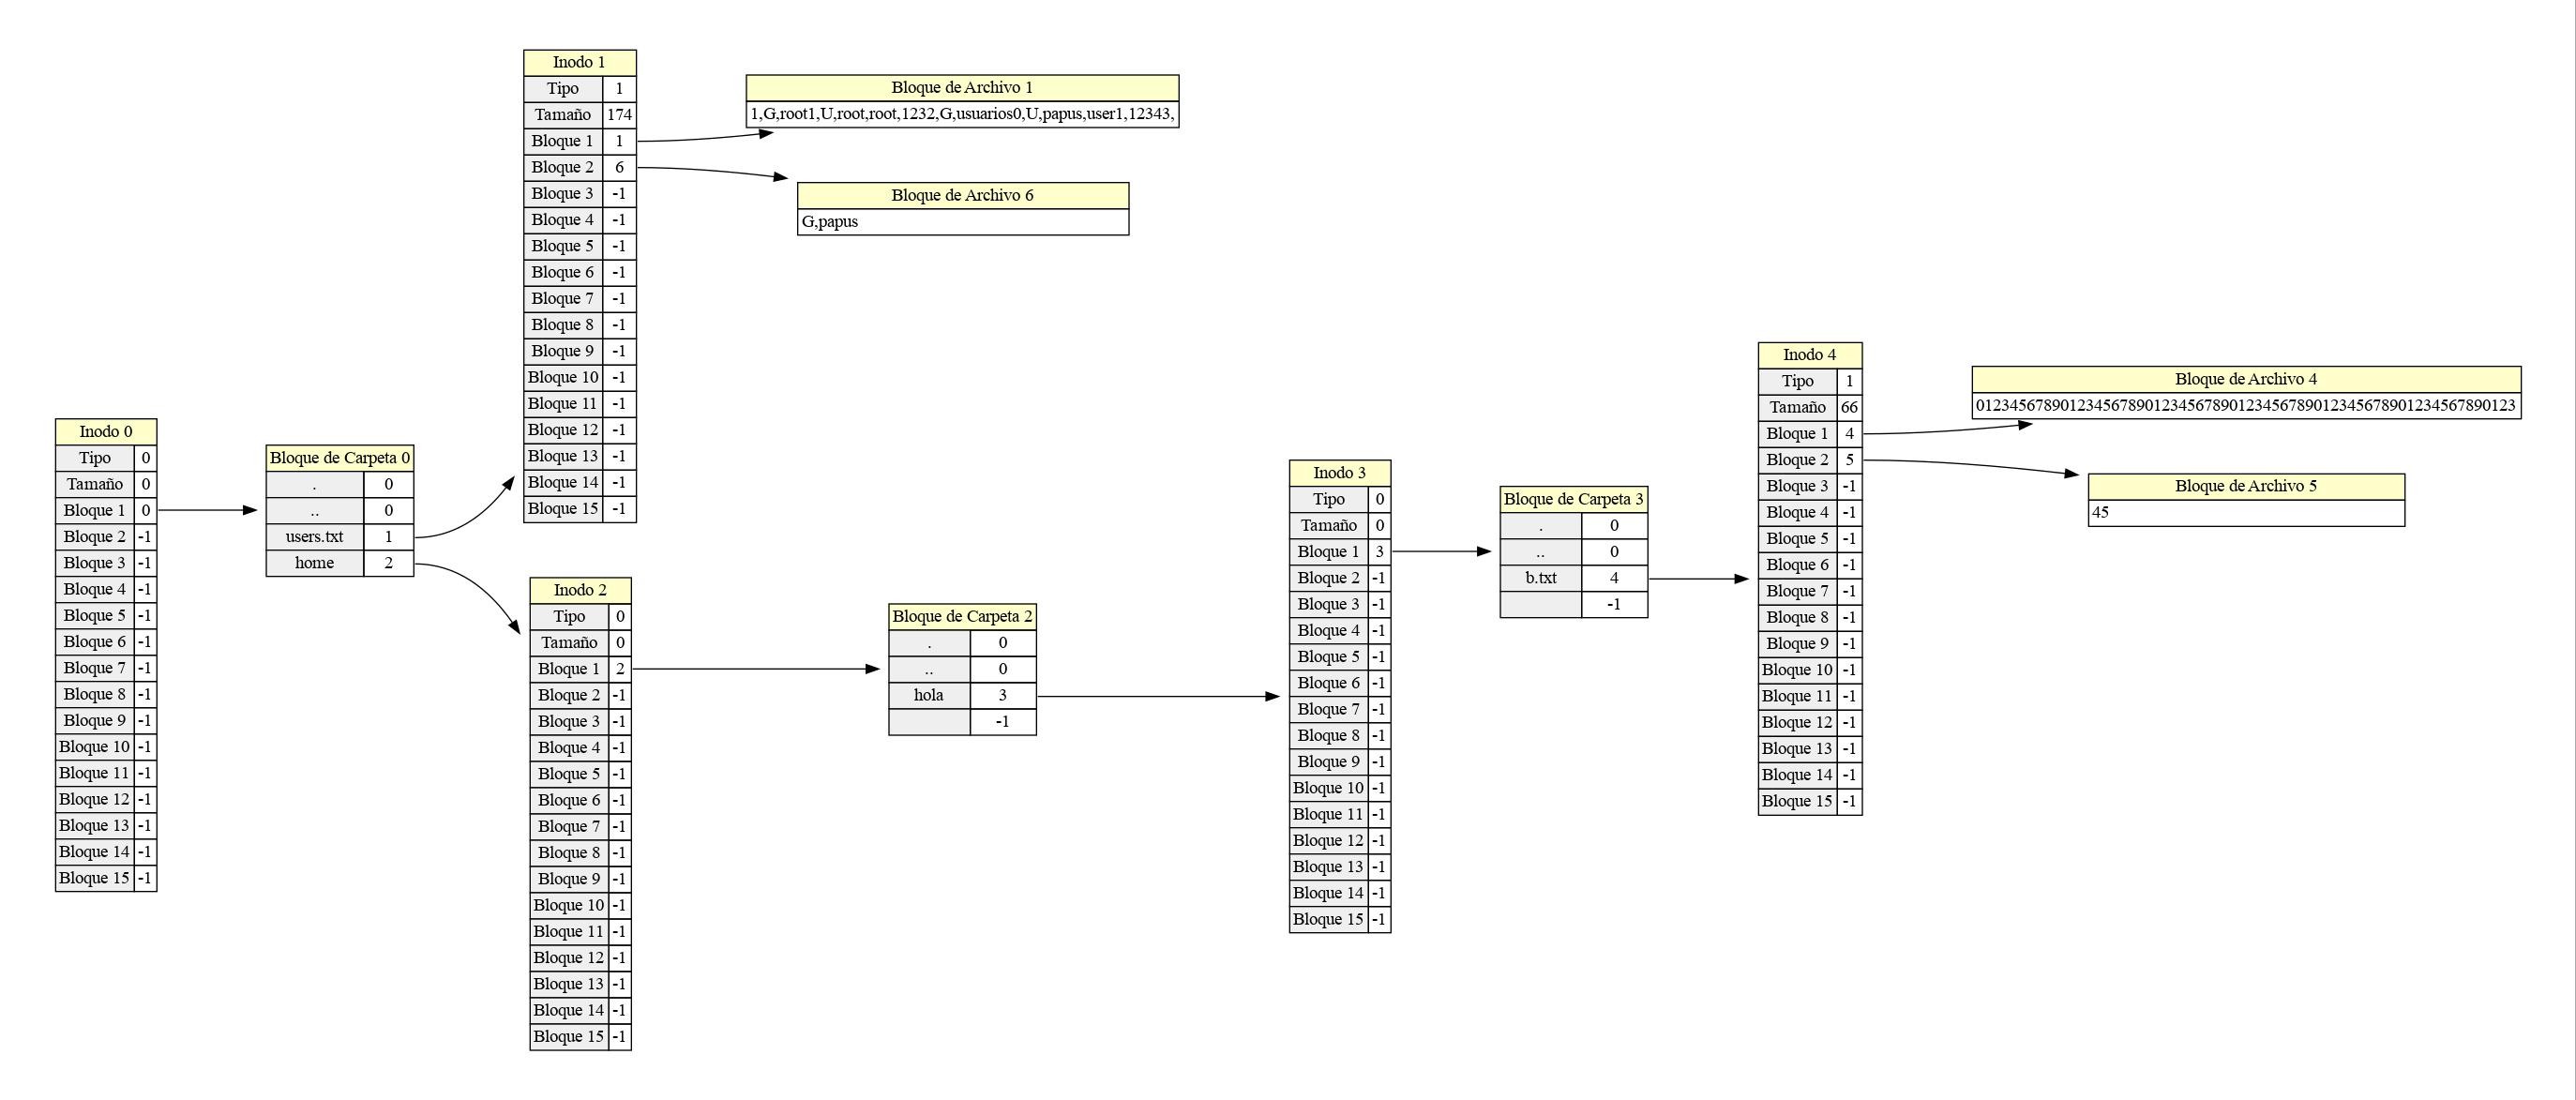 Inodo 0
Tipo 0
Tamaño 0
Bloque 1 0
Bloque 2 -1
Bloque 3 -1
Bloque 4 -1
Bloque 5 -1
Bloque 6 -1
Bloque 7 -1
Bloque 8 -1
Bloque 9 -1
Bloque 10 -1
Bloque 11 -1
Bloque 12 -1
Bloque 13 -1
Bloque 14 -1
Bloque 15 -1
Bloque de Carpeta 0
. 0
.. 0
users.txt 1
home 2
Inodo 1
Tipo 1
Tamaño 174
Bloque 1 1
Bloque 2 6
Bloque 3 -1
Bloque 4 -1
Bloque 5 -1
Bloque 6 -1
Bloque 7 -1
Bloque 8 -1
Bloque 9 -1
Bloque 10 -1
Bloque 11 -1
Bloque 12 -1
Bloque 13 -1
Bloque 14 -1
Bloque 15 -1
Bloque de Archivo 1
1,G,root1,U,root,root,1232,G,usuarios0,U,papus,user1,12343,
Bloque de Archivo 6
G,papus
Inodo 2
Tipo 0
Tamaño 0
Bloque 1 2
Bloque 2 -1
Bloque 3 -1
Bloque 4 -1
Bloque 5 -1
Bloque 6 -1
Bloque 7 -1
Bloque 8 -1
Bloque 9 -1
Bloque 10 -1
Bloque 11 -1
Bloque 12 -1
Bloque 13 -1
Bloque 14 -1
Bloque 15 -1
Bloque de Carpeta 2
. 0
.. 0
hola 3
-1
Inodo 3
Tipo 0
Tamaño 0
Bloque 1 3
Bloque 2 -1
Bloque 3 -1
Bloque 4 -1
Bloque 5 -1
Bloque 6 -1
Bloque 7 -1
Bloque 8 -1
Bloque 9 -1
Bloque 10 -1
Bloque 11 -1
Bloque 12 -1
Bloque 13 -1
Bloque 14 -1
Bloque 15 -1
Bloque de Carpeta 3
. 0
.. 0
b.txt 4
-1
Inodo 4
Tipo 1
Tamaño 66
Bloque 1 4
Bloque 2 5
Bloque 3 -1
Bloque 4 -1
Bloque 5 -1
Bloque 6 -1
Bloque 7 -1
Bloque 8 -1
Bloque 9 -1
Bloque 10 -1
Bloque 11 -1
Bloque 12 -1
Bloque 13 -1
Bloque 14 -1
Bloque 15 -1
Bloque de Archivo 4
0123456789012345678901234567890123456789012345678901234567890123
Bloque de Archivo 5
45